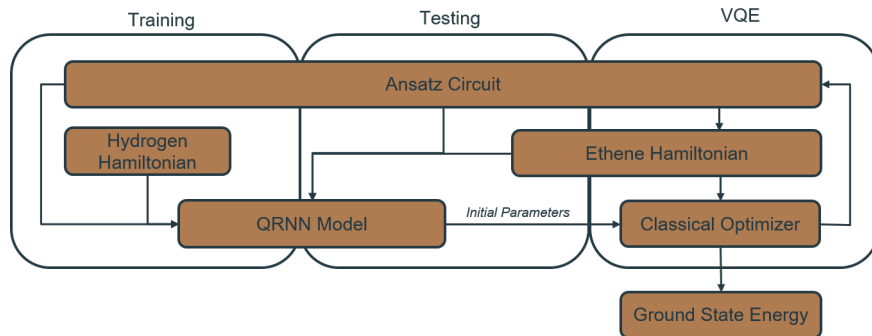 Training
Testing
VQE
Ansatz Circuit
Hydrogen
Hamiltonian
Ethene Hamiltonian
QRNN Model
Initial Parameters
Classical Optimizer
Ground State Energy